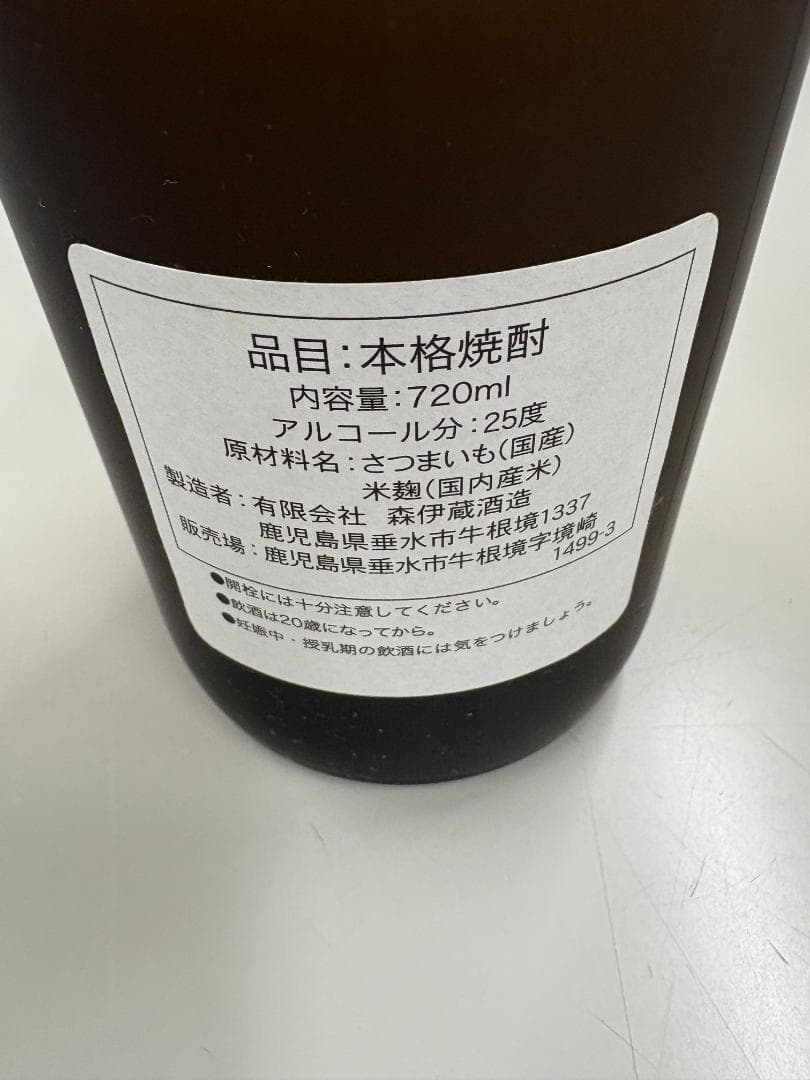 品目：本格焼酎
内容量：720ml
アルコール分：25度
原材料名：さつまいも（国産）
米麹（国内産米）
製造者：有限会社　森伊蔵酒造
鹿児島県垂水市牛根境1337
販売場：鹿児島県垂水市牛根境字境崎
1499-3
●開栓には十分注意してください。
●飲酒は20歳になってから。
●妊娠中・授乳期の飲酒には気をつけましょう。